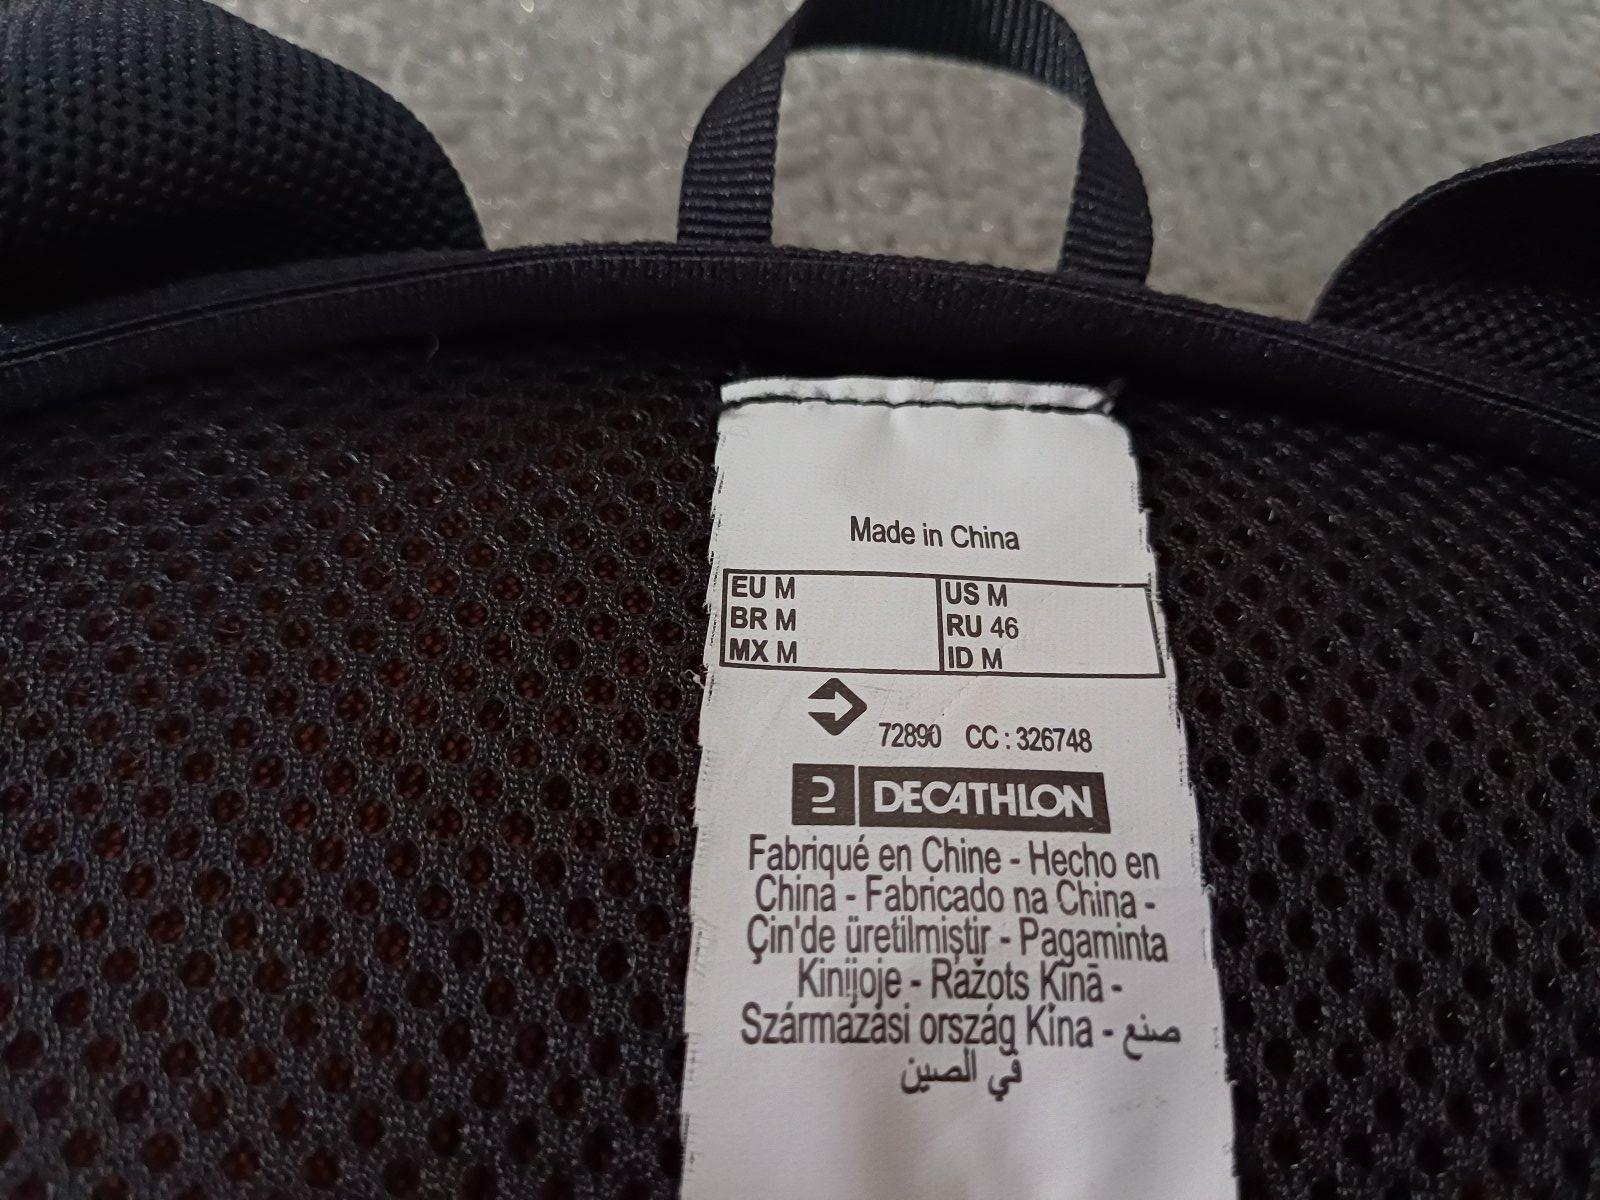 Made in China
EU M US M
BR M RU 46
MX M ID M
72890 CC : 326748
DECATHLON
Fabriqué en Chine - Hecho en
China - Fabricado na China -
Çin'de üretilmiştir - Pagaminta
Kinijoje - Ražots Ķīnā -
Származási ország Kína - صنع
في الصين